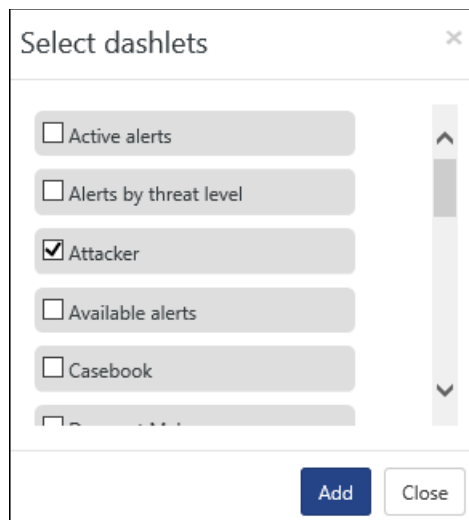 Select dashlets
Active alerts
Alerts by threat level
Attacker
Available alerts
Casebook
Add
Close